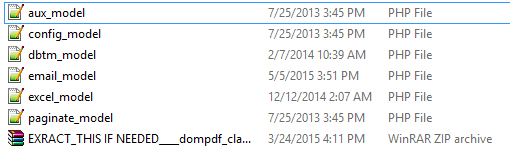 aux_model 7/25/2013 3:45 PM PHP File
config_model 7/25/2013 3:45 PM PHP File
dbtm_model 2/7/2014 10:39 AM PHP File
email_model 5/5/2015 3:51 PM PHP File
excel_model 12/12/2014 2:07 AM PHP File
paginate_model 7/25/2013 3:45 PM PHP File
EXRACT_THIS IF NEEDED____dompdf_cla... 3/24/2015 4:11 PM WinRAR ZIP archive